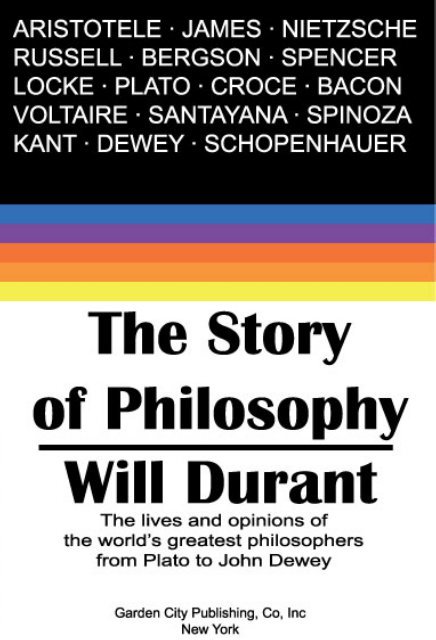 ARISTOTELE · JAMES · NIETZSCHE
RUSSELL · BERGSON · SPENCER
LOCKE · PLATO · CROCE · BACON
VOLTAIRE · SANTAYANA · SPINOZA
KANT · DEWEY · SCHOPENHAUER
The Story
of Philosophy
Will Durant
The lives and opinions of
the world's greatest philosophers
from Plato to John Dewey
Garden City Publishing, Co, Inc
New York